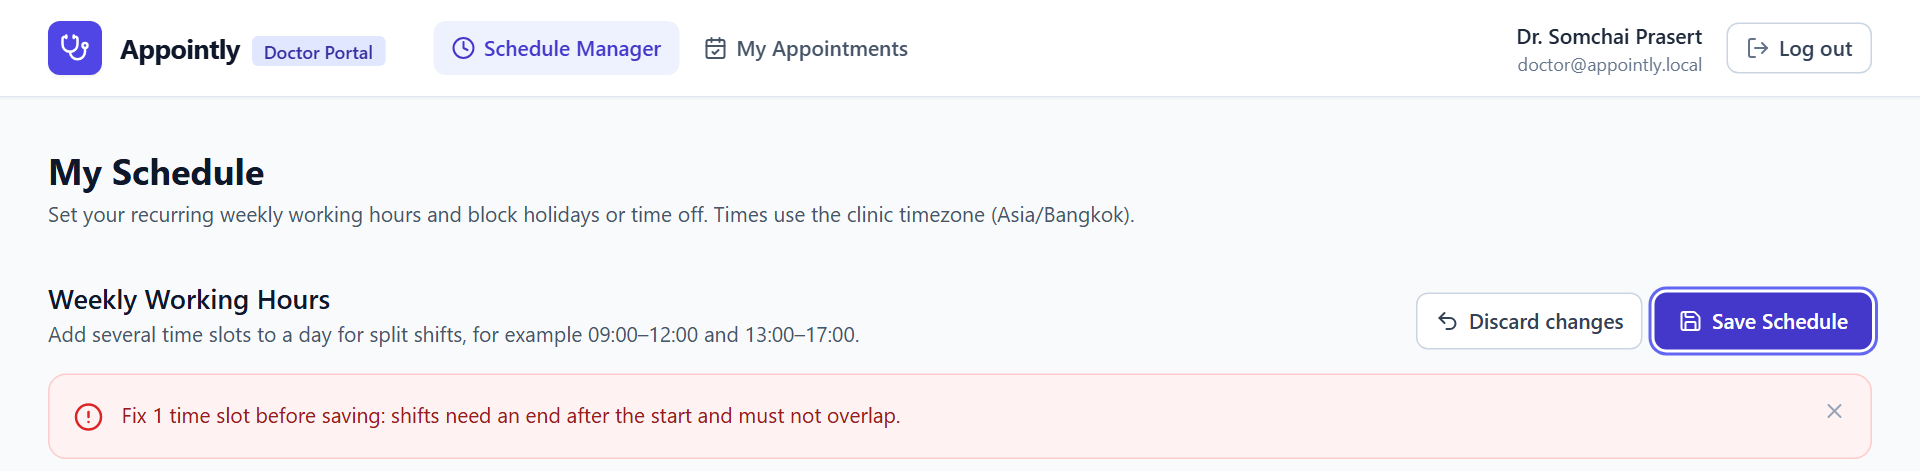 Appointly Doctor Portal Schedule Manager My Appointments Dr. Somchai Prasert Log out
doctor@appointly.local
My Schedule
Set your recurring weekly working hours and block holidays or time off. Times use the clinic timezone (Asia/Bangkok).
Weekly Working Hours
Add several time slots to a day for split shifts, for example 09:00–12:00 and 13:00–17:00.
Discard changes Save Schedule
Fix 1 time slot before saving: shifts need an end after the start and must not overlap.